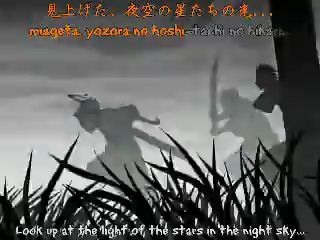 見上げた、夜空の星たちの光...
miageta, yozora no hoshi-tachi no hikari...
Look up at the light of the stars in the night sky...